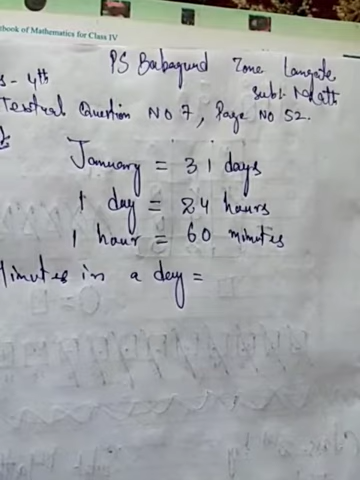 tbook of Mathematics for Class IV
PS Babagund Zone Langate
s - 4th Sub:- Math
Textual Question No 7, Page No 52.
January = 31 days
1 day = 24 hours
1 hour = 60 minutes
Minutes in a day =